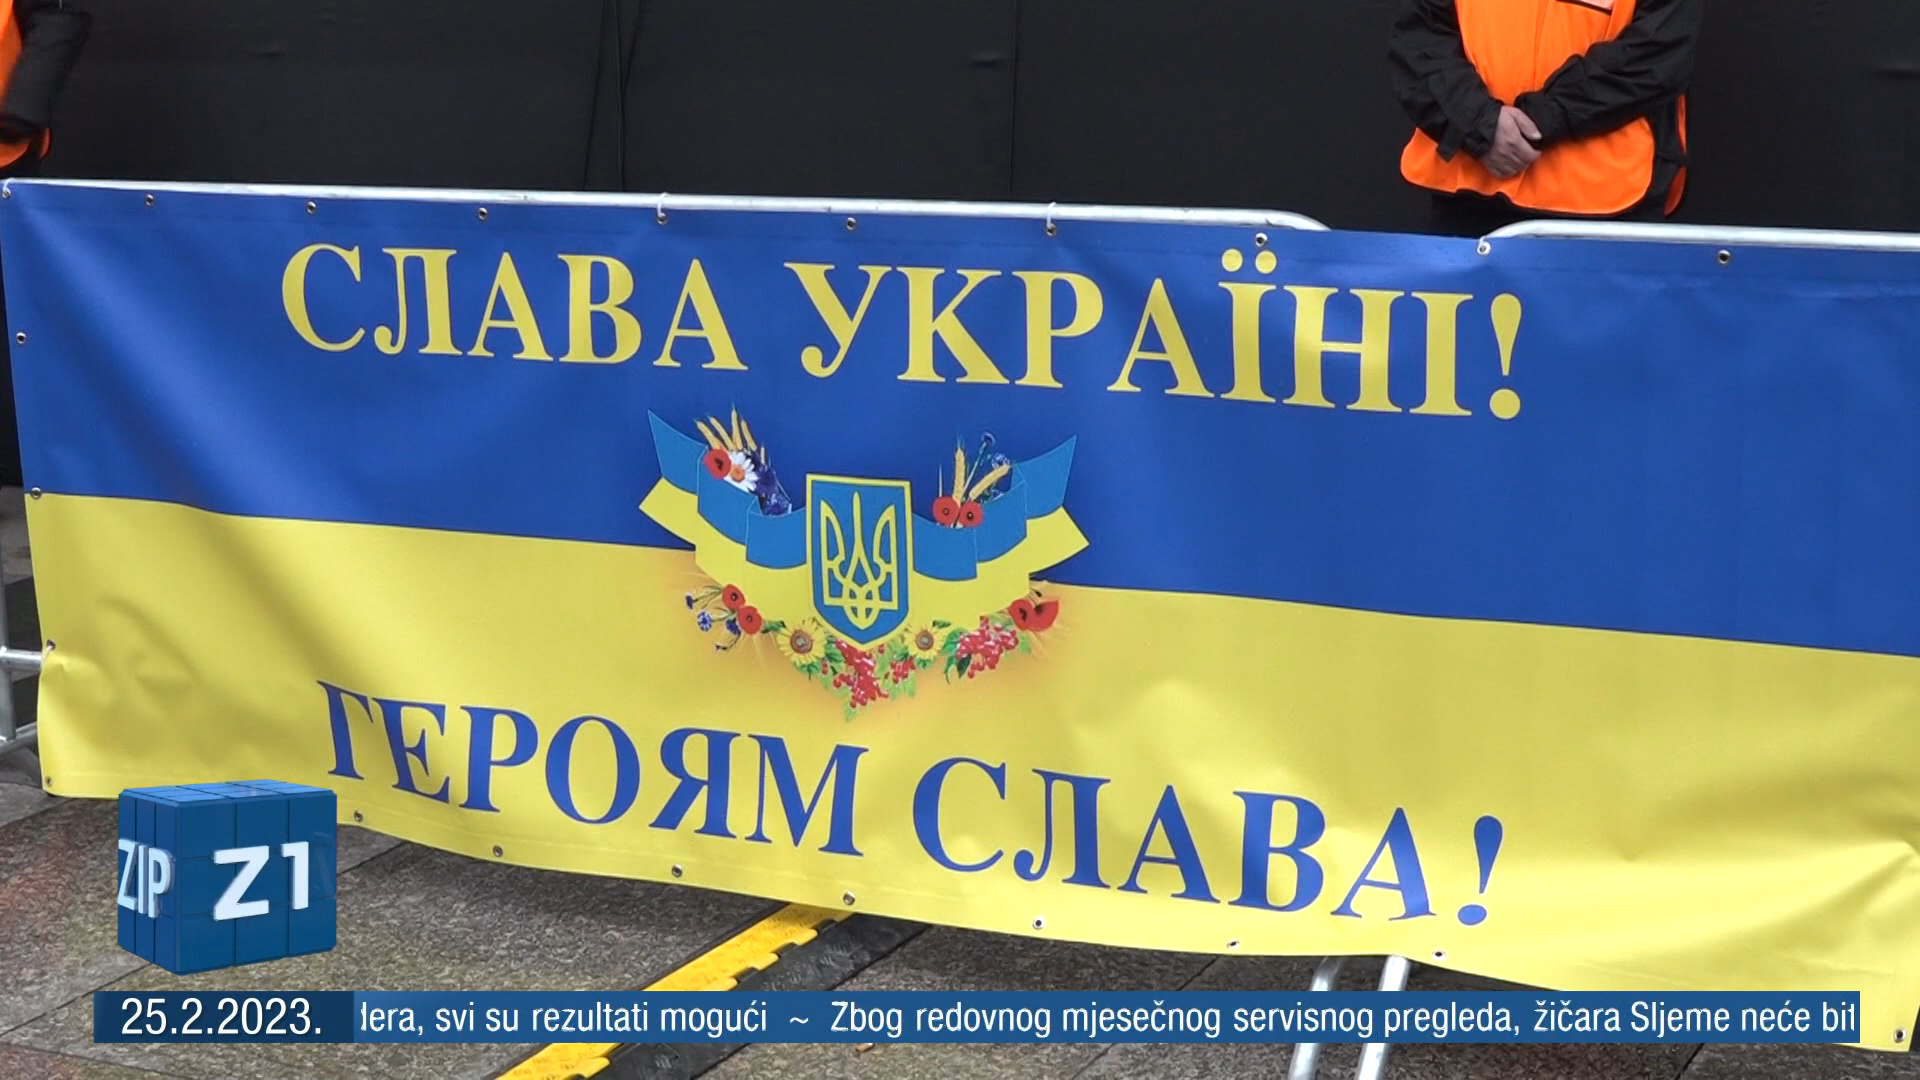 СЛАВА УКРАЇНІ!
ГЕРОЯМ СЛАВА!
ZIP Z1
25.2.2023. svi su rezultati mogući ~ Zbog redovnog mjesečnog servisnog pregleda, žičara Sljeme neće bit